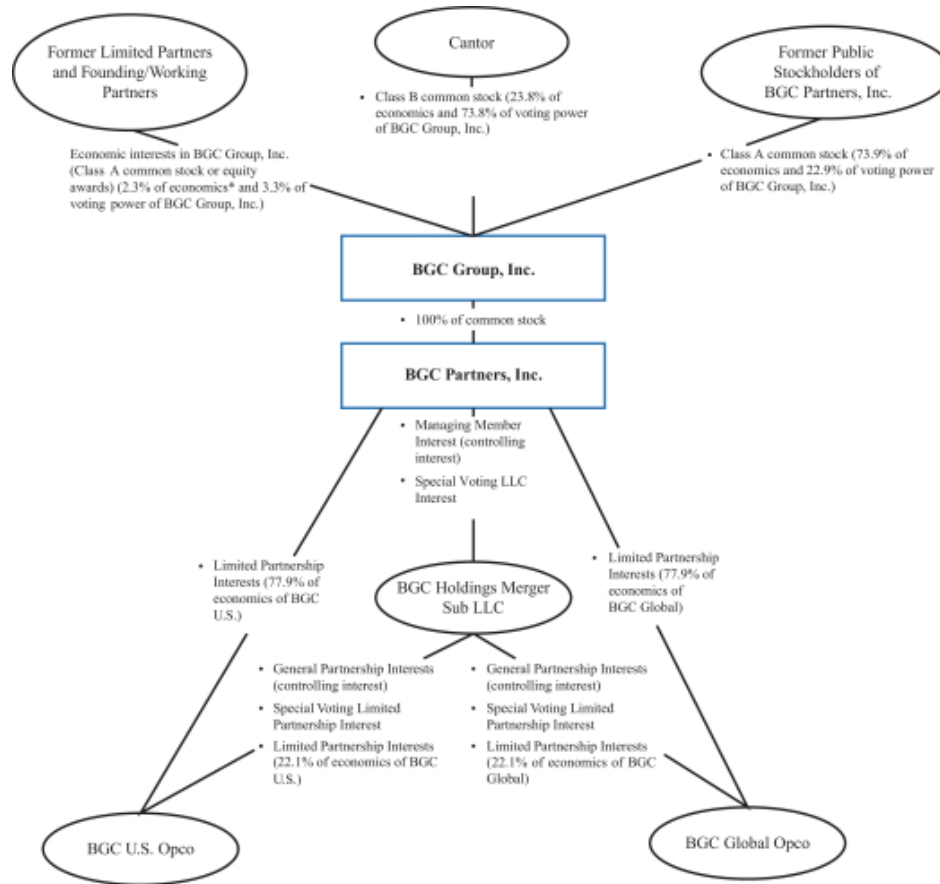 Former Limited Partners
and Founding/Working
Partners
Cantor
Former Public
Stockholders of
BGC Partners, Inc.
• Class B common stock (23.8% of
economics and 73.8% of voting power
of BGC Group, Inc.)
Economic interests in BGC Group, Inc.
(Class A common stock or equity
awards) (2.3% of economics* and 3.3% of
voting power of BGC Group, Inc.)
• Class A common stock (73.9% of
economics and 22.9% of voting power
of BGC Group, Inc.)
BGC Group, Inc.
• 100% of common stock
BGC Partners, Inc.
• Managing Member
Interest (controlling
interest)
• Special Voting LLC
Interest
• Limited Partnership
Interests (77.9% of
economics of BGC
U.S.)
BGC Holdings Merger
Sub LLC
• Limited Partnership
Interests (77.9% of
economics of
BGC Global)
• General Partnership Interests
(controlling interest)
• Special Voting Limited
Partnership Interest
• Limited Partnership Interests
(22.1% of economics of BGC
U.S.)
• General Partnership Interests
(controlling interest)
• Special Voting Limited
Partnership Interest
• Limited Partnership Interests
(22.1% of economics of BGC
Global)
BGC U.S. Opco
BGC Global Opco